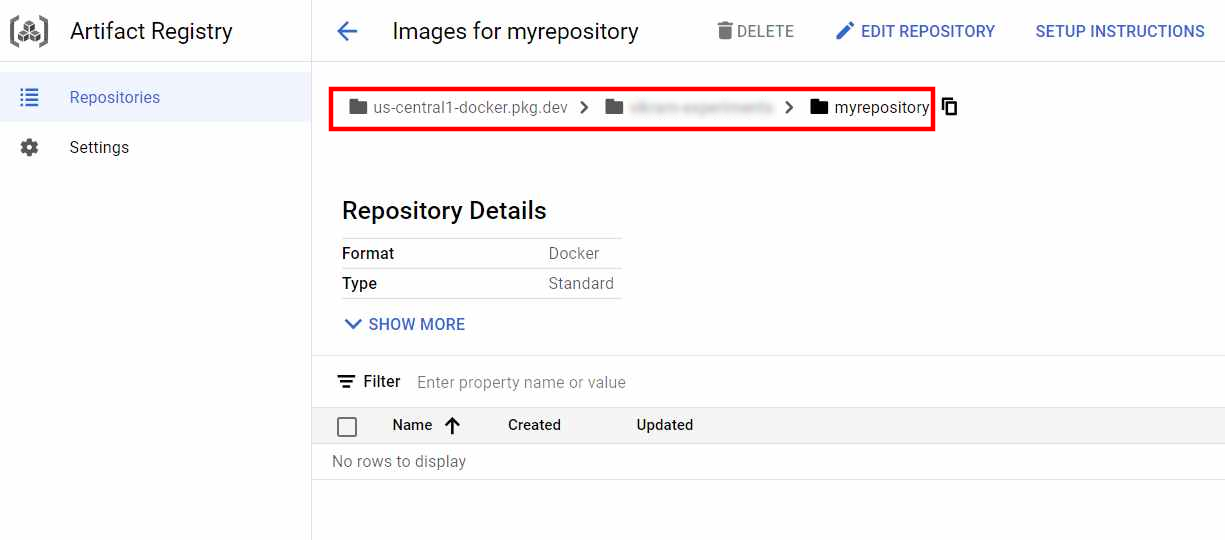 Artifact Registry
Images for myrepository
DELETE
EDIT REPOSITORY
SETUP INSTRUCTIONS
Repositories
Settings
us-central1-docker.pkg.dev
myrepository
Repository Details
Format Docker
Type Standard
SHOW MORE
Filter Enter property name or value
Name Created Updated
No rows to display